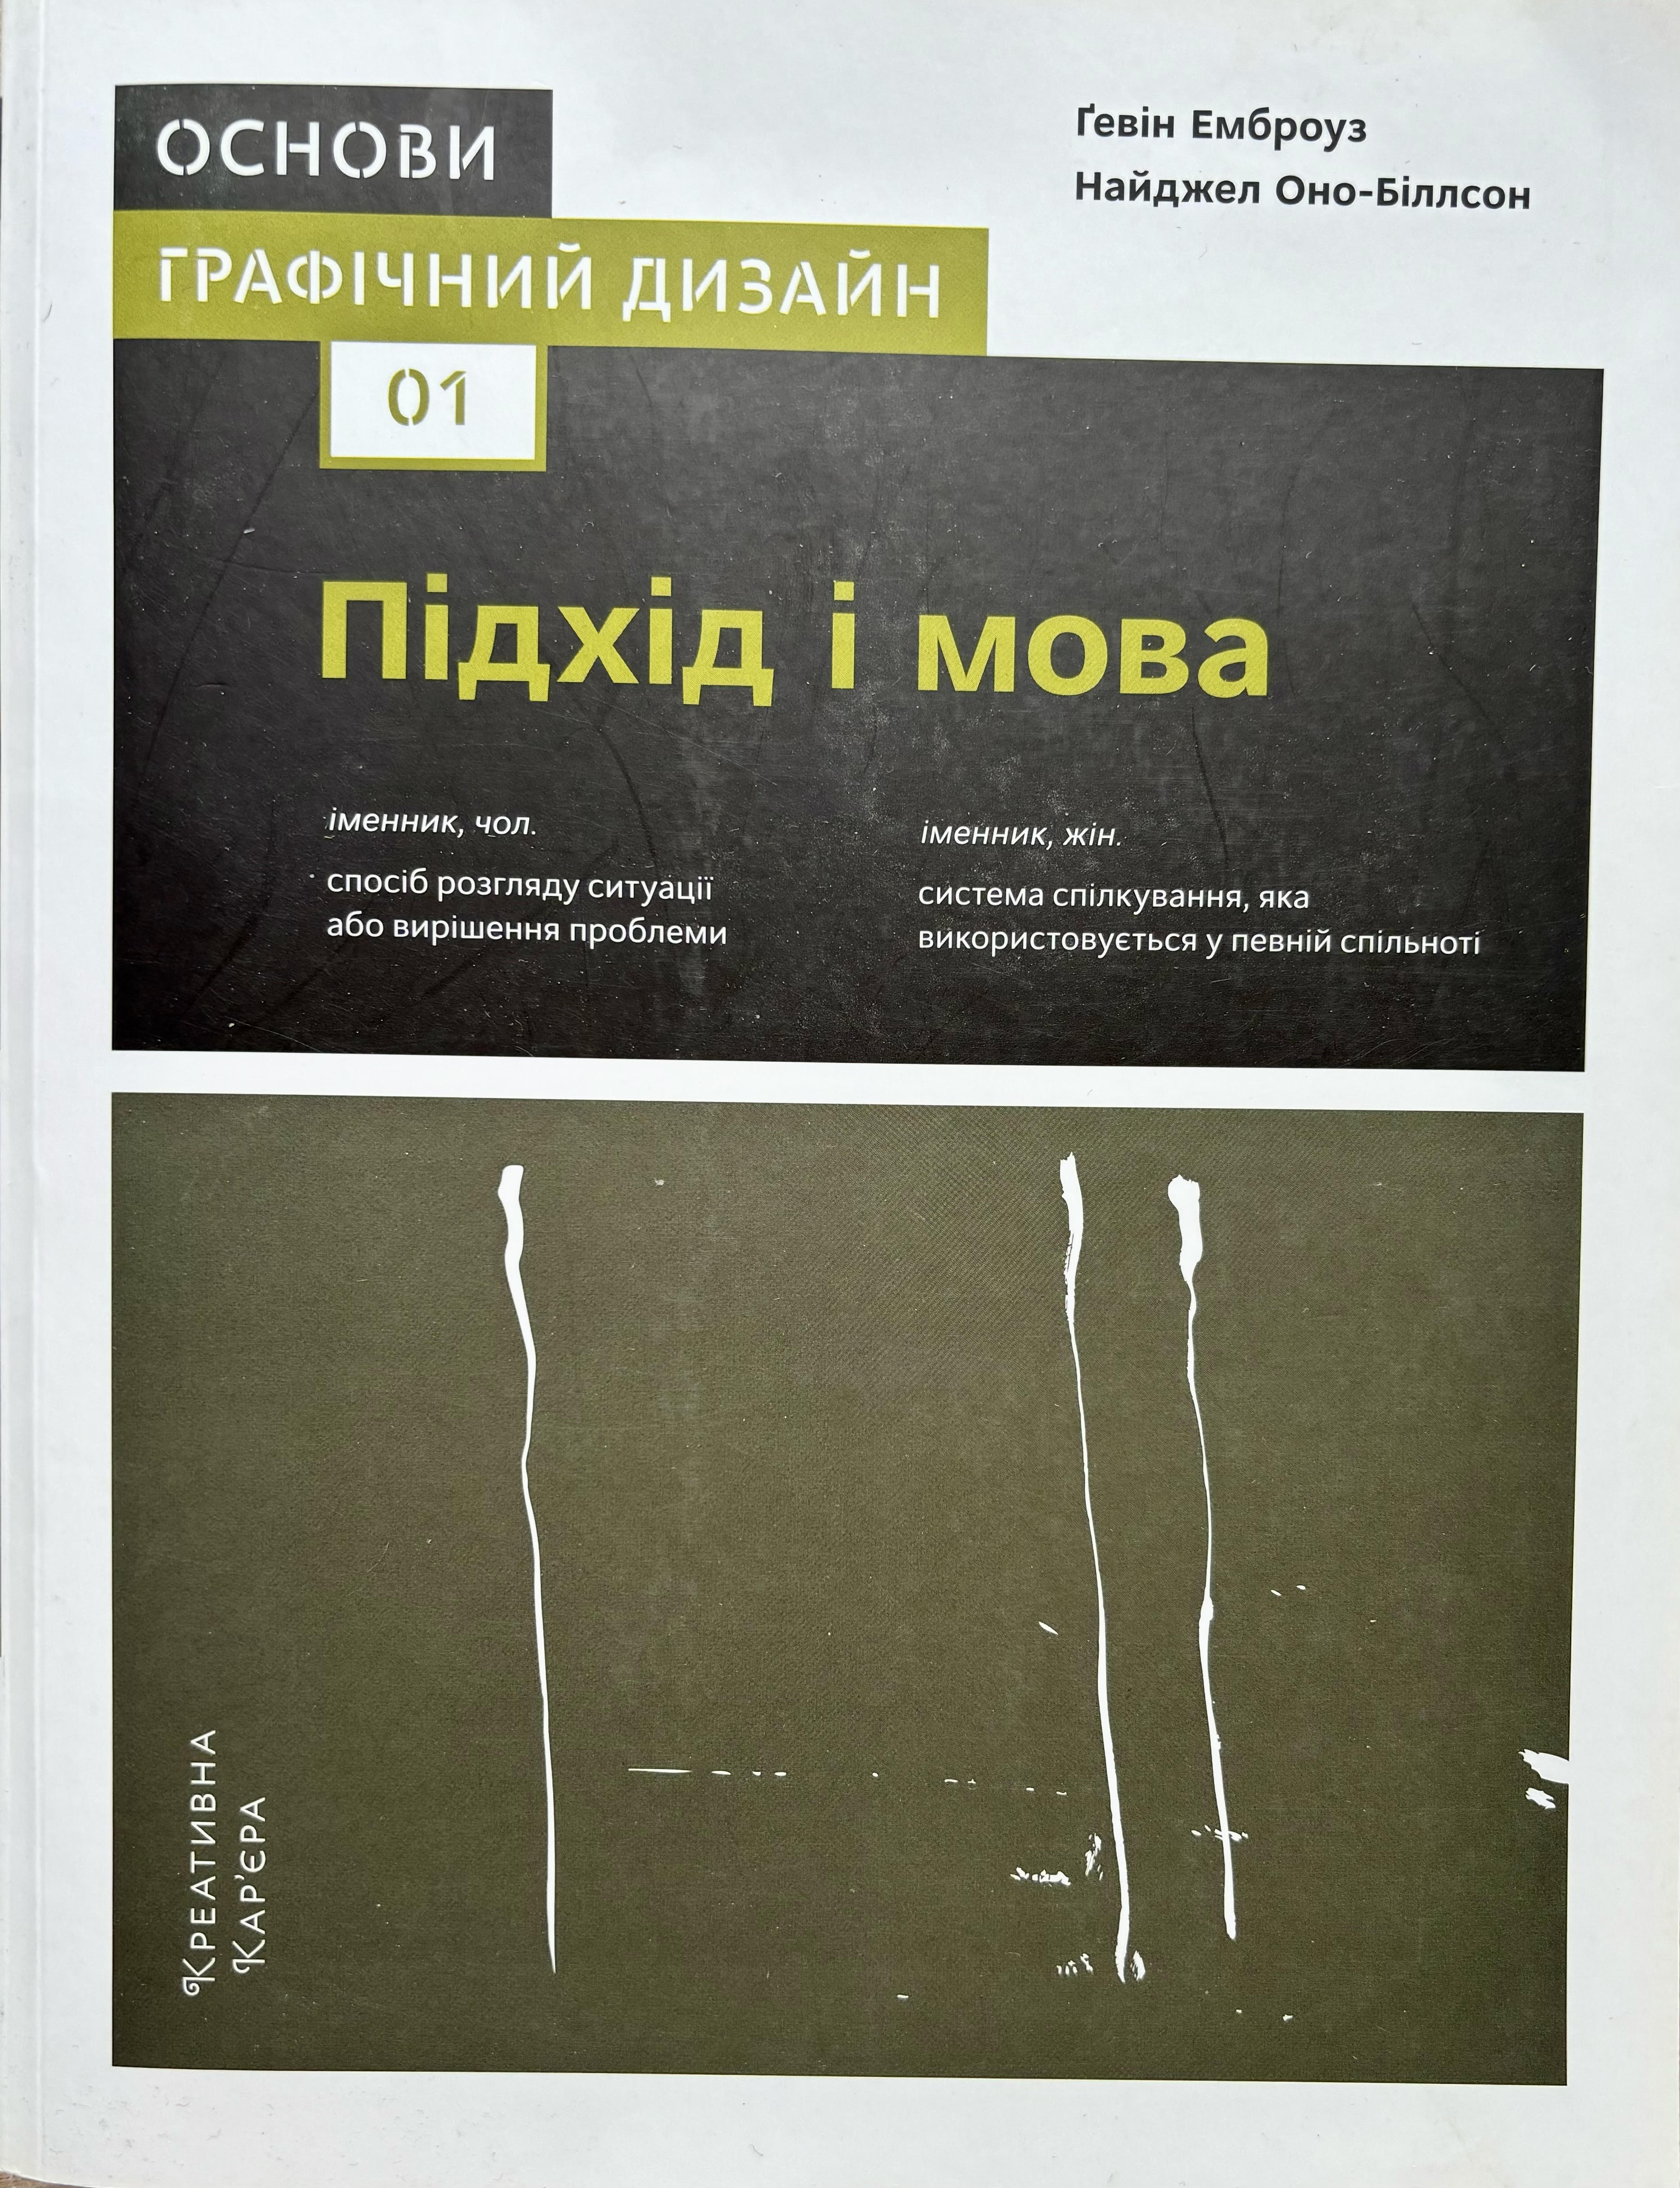 ОСНОВИ
ГРАФІЧНИЙ ДИЗАЙН
01
Ґевін Емброуз
Найджел Оно-Біллсон
Підхід і мова
іменник, чол.
спосіб розгляду ситуації
або вирішення проблеми
іменник, жін.
система спілкування, яка
використовується у певній спільноті
КРЕАТИВНА
КАР’ЄРА